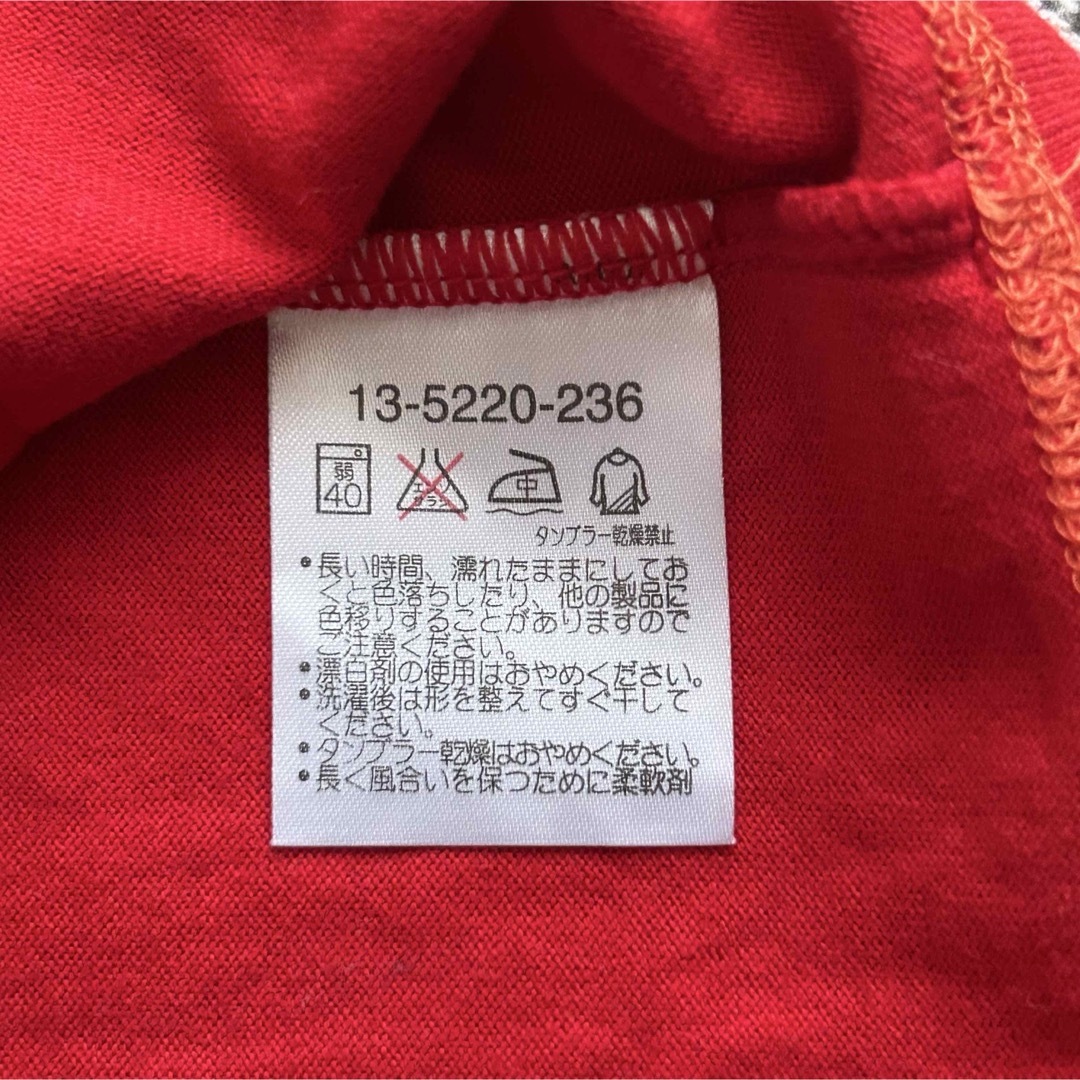 13-5220-236
弱
40
エンソ
サラシ
中
タンブラー乾燥禁止
•長い時間、濡れたままにしてお
くと色落ちしたり、他の製品に
色移りすることがありますので
ご注意ください。
•漂白剤の使用はおやめください。
•洗濯後は形を整えてすぐ干して
ください。
•タンブラー乾燥はおやめください。
•長く風合いを保つために柔軟剤